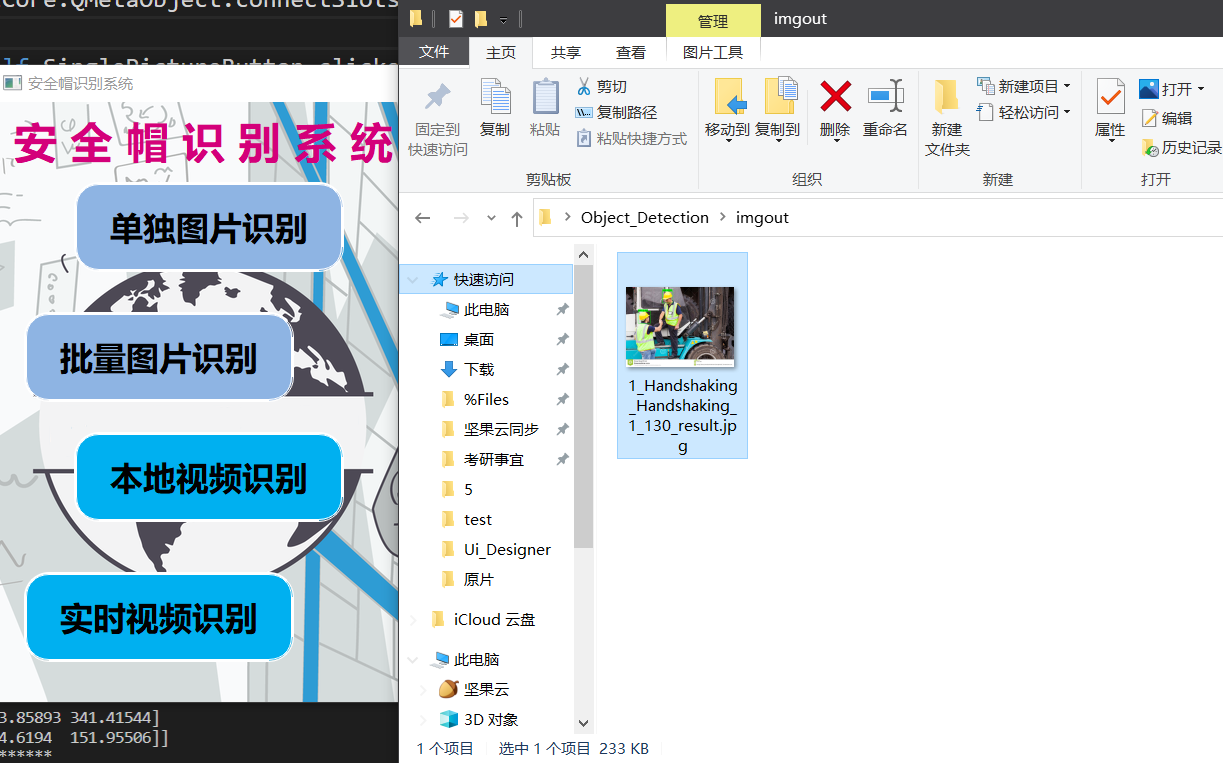 Core.QMetaObject.connectSlots
安全帽识别系统
安全帽识别系统
单独图片识别
批量图片识别
本地视频识别
实时视频识别
3.85893 341.41544]
4.6194  151.95506]]
******
管理
imgout
文件
主页
共享
查看
图片工具
固定到
快速访问
复制
粘贴
剪切
复制路径
粘贴快捷方式
剪贴板
移动到
复制到
删除
重命名
组织
新建
文件夹
新建项目
轻松访问
新建
属性
打开
编辑
历史记录
打开
Object_Detection
imgout
快速访问
此电脑
桌面
下载
%Files
坚果云同步
考研事宜
5
test
Ui_Designer
原片
iCloud 云盘
此电脑
坚果云
3D 对象
1_Handshaking
_Handshaking_
1_130_result.jp
g
1 个项目
选中 1 个项目  233 KB